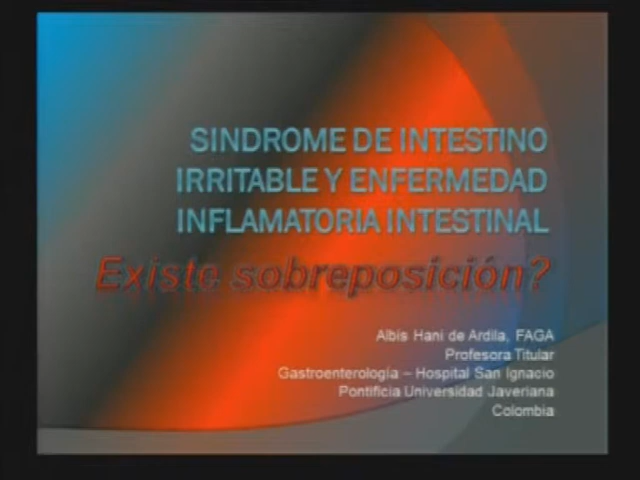 SINDROME DE INTESTINO
IRRITABLE Y ENFERMEDAD
INFLAMATORIA INTESTINAL
Existe sobreposición?
Albis Hani de Ardila, FAGA
Profesora Titular
Gastroenterología – Hospital San Ignacio
Pontificia Universidad Javeriana
Colombia